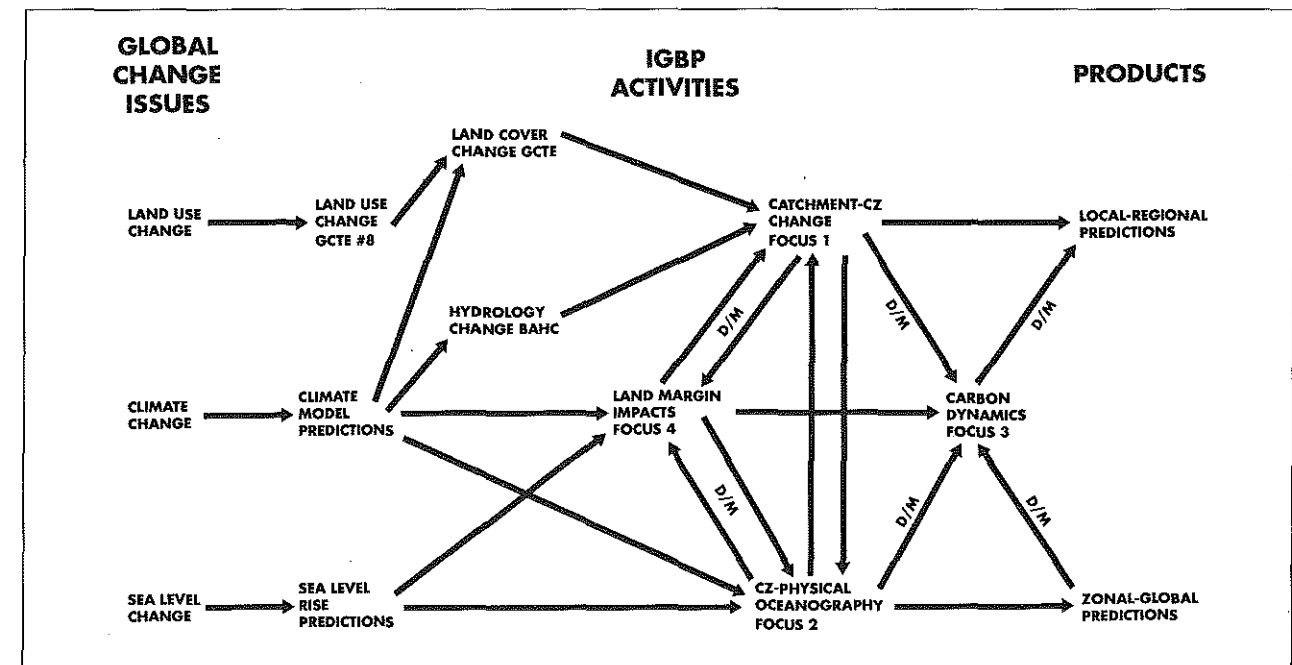 GLOBAL
CHANGE
ISSUES
IGBP
ACTIVITIES
PRODUCTS
LAND COVER
CHANGE GCTE
LAND USE
CHANGE
LAND USE
CHANGE
GCTE #8
CATCHMENT-CZ
CHANGE
FOCUS 1
LOCAL-REGIONAL
PREDICTIONS
HYDROLOGY
CHANGE BAHC
D/M
D/M
D/M
CLIMATE
CHANGE
CLIMATE
MODEL
PREDICTIONS
LAND MARGIN
IMPACTS
FOCUS 4
CARBON
DYNAMICS
FOCUS 3
D/M
D/M
D/M
SEA LEVEL
CHANGE
SEA LEVEL
RISE
PREDICTIONS
CZ-PHYSICAL
OCEANOGRAPHY
FOCUS 2
ZONAL-GLOBAL
PREDICTIONS